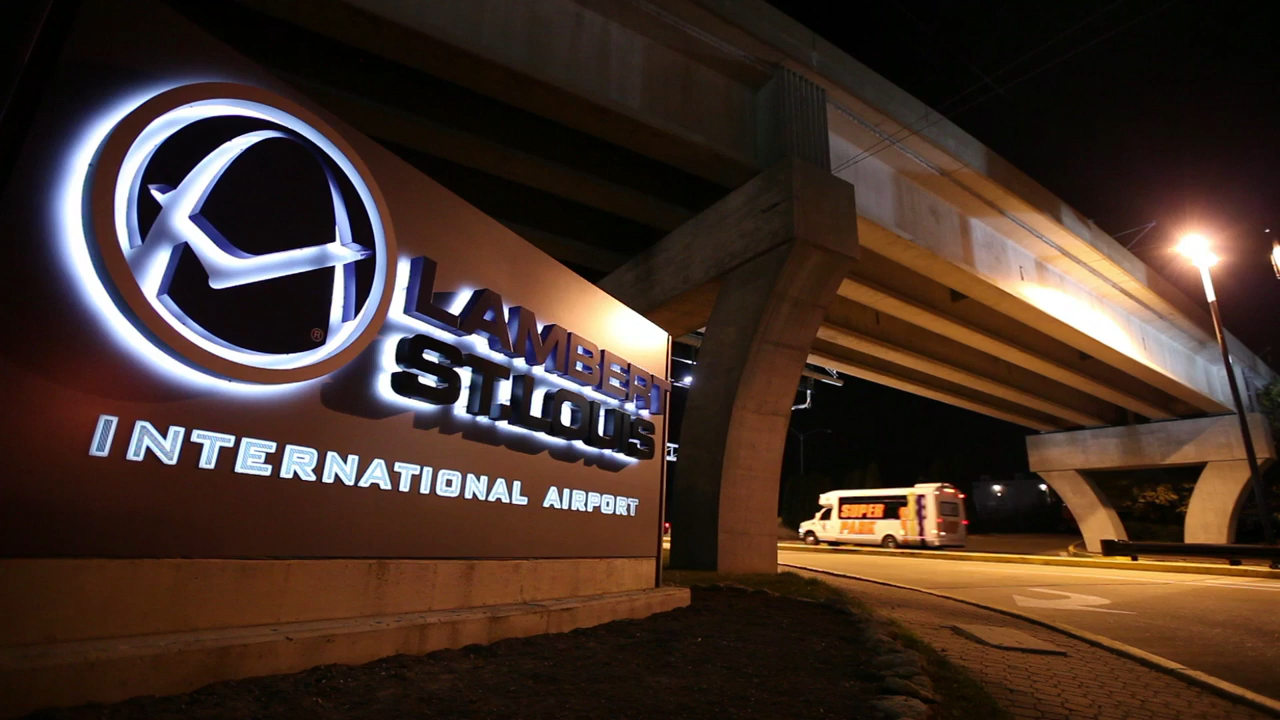 LAMBERT
ST.LOUIS
INTERNATIONAL AIRPORT
®
SUPER
PARK